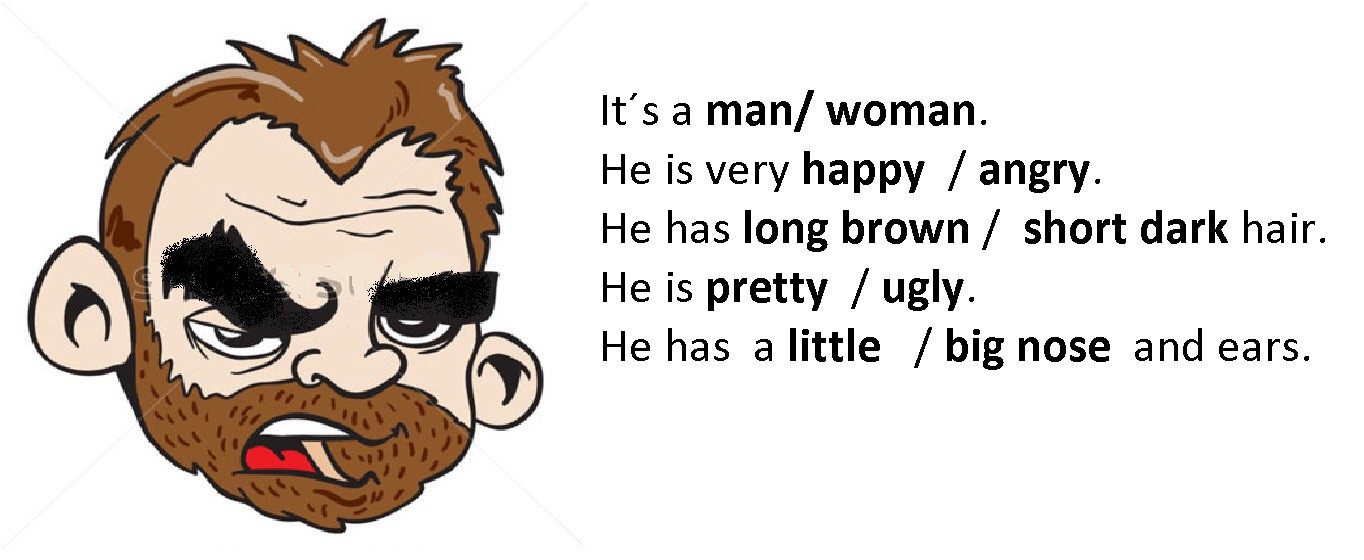 It´s a man/ woman.
He is very happy / angry.
He has long brown / short dark hair.
He is pretty / ugly.
He has a little / big nose and ears.